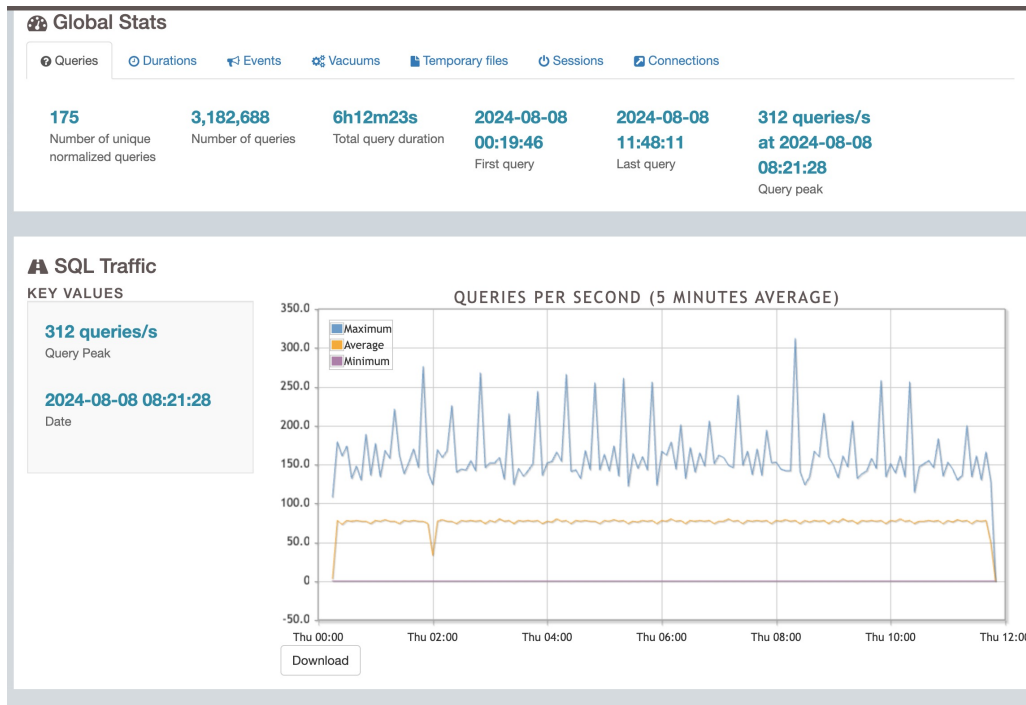 Global Stats
Queries
Durations
Events
Vacuums
Temporary files
Sessions
Connections
175
Number of unique
normalized queries
3,182,688
Number of queries
6h12m23s
Total query duration
2024-08-08
00:19:46
First query
2024-08-08
11:48:11
Last query
312 queries/s
at 2024-08-08
08:21:28
Query peak
SQL Traffic
KEY VALUES
312 queries/s
Query Peak
2024-08-08 08:21:28
Date
QUERIES PER SECOND (5 MINUTES AVERAGE)
Maximum
Average
Minimum
350.0
300.0
250.0
200.0
150.0
100.0
50.0
0
-50.0
Thu 00:00
Thu 02:00
Thu 04:00
Thu 06:00
Thu 08:00
Thu 10:00
Thu 12:00
Download